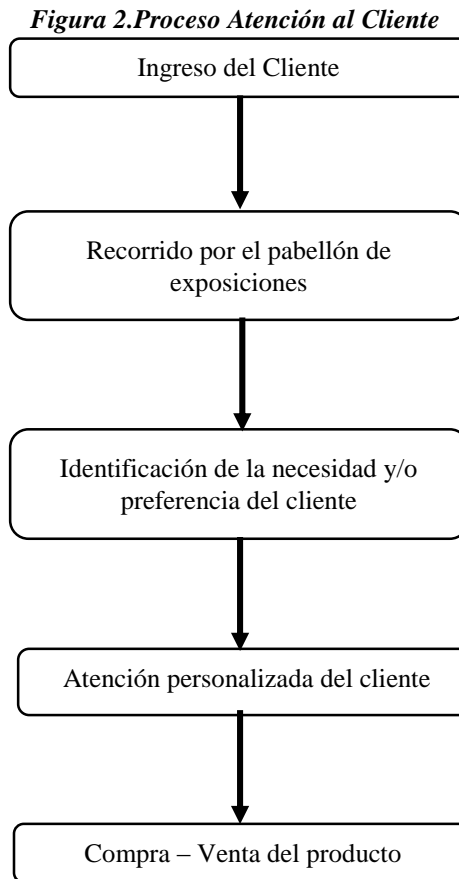 Figura 2.Proceso Atención al Cliente
Ingreso del Cliente
Recorrido por el pabellón de
exposiciones
Identificación de la necesidad y/o
preferencia del cliente
Atención personalizada del cliente
Compra – Venta del producto